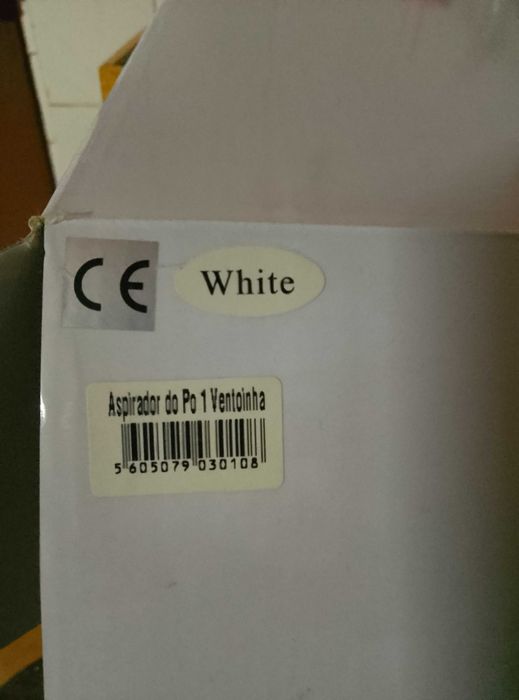 CE
White
Aspirador do Po 1 Ventoinha
5 605079 030108